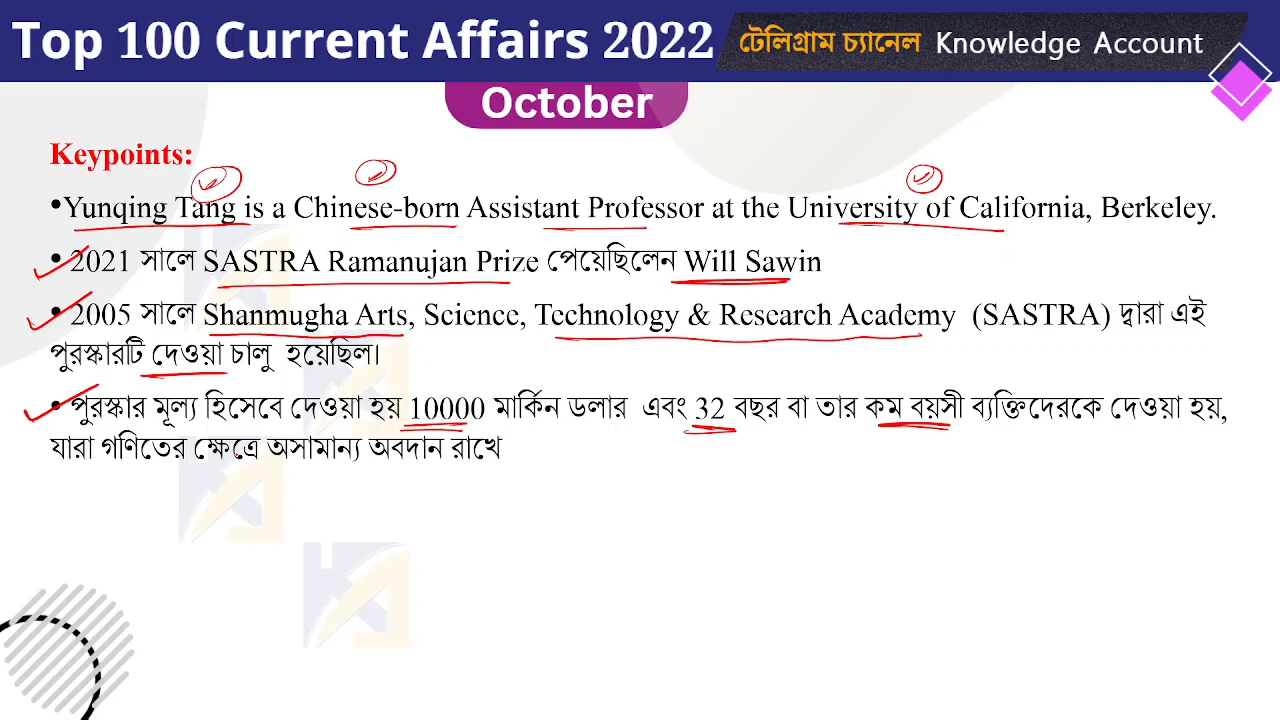 Top 100 Current Affairs 2022
টেলিগ্রাম চ্যানেল Knowledge Account
October
Keypoints:
•Yunqing Tang is a Chinese-born Assistant Professor at the University of California, Berkeley.
• 2021 সালে SASTRA Ramanujan Prize পেয়েছিলেন Will Sawin
• 2005 সালে Shanmugha Arts, Science, Technology & Research Academy (SASTRA) দ্বারা এই
পুরস্কারটি দেওয়া চালু হয়েছিল।
• পুরস্কার মূল্য হিসেবে দেওয়া হয় 10000 মার্কিন ডলার এবং 32 বছর বা তার কম বয়সী ব্যক্তিদেরকে দেওয়া হয়,
যারা গণিতের ক্ষেত্রে অসামান্য অবদান রাখে